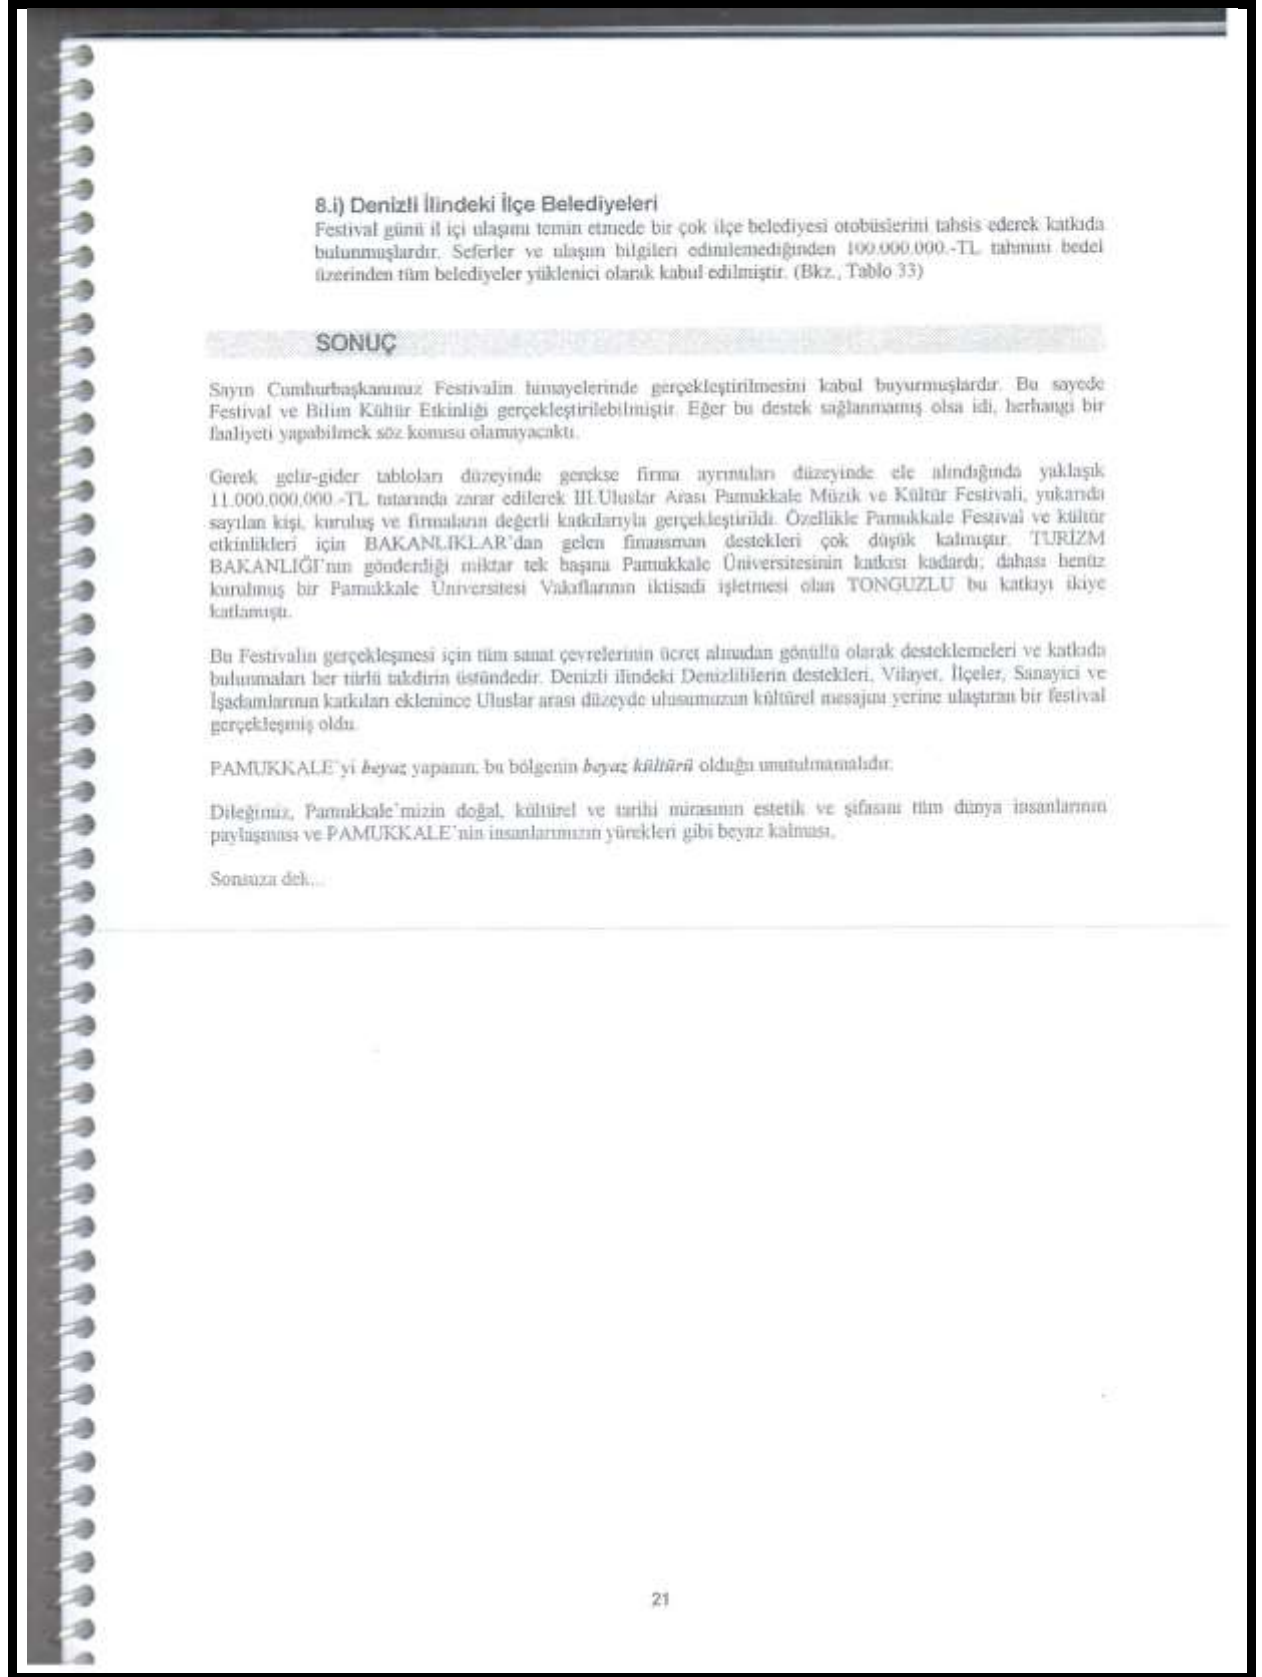 8.i) Denizli İlindeki İlçe Belediyeleri
Festival günü il içi ulaşımı temin etmede bir çok ilçe belediyesi otobüslerini tahsis ederek katkıda
bulunmuşlardır. Seferler ve ulaşım bilgileri edinilemediğinden 100.000.000.-TL tahmini bedel
üzerinden tüm belediyeler yüklenici olarak kabul edilmiştir. (Bkz., Tablo 33)
SONUÇ
Sayın Cumhurbaşkanımız Festivalin himayelerinde gerçekleştirilmesini kabul buyurmuşlardır. Bu sayede
Festival ve Bilim Kültür Etkinliği gerçekleştirilebilmiştir. Eğer bu destek sağlanmamış olsa idi, herhangi bir
faaliyeti yapabilmek söz konusu olamayacaktı.
Gerek gelir-gider tabloları düzeyinde gerekse firma ayrıntıları düzeyinde ele alındığında yaklaşık
11.000.000.000.-TL tutarında zarar edilerek III.Uluslar Arası Pamukkale Müzik ve Kültür Festivali, yukarıda
sayılan kişi, kuruluş ve firmaların değerli katkılarıyla gerçekleştirildi. Özellikle Pamukkale Festival ve kültür
etkinlikleri için BAKANLIKLAR'dan gelen finansman destekleri çok düşük kalmıştır. TURİZM
BAKANLIĞI'nın gönderdiği miktar tek başına Pamukkale Üniversitesinin katkısı kadardı; dahası henüz
kurulmuş bir Pamukkale Üniversitesi Vakıflarının iktisadi işletmesi olan TONGUZLU bu katkıyı ikiye
katlamıştı.
Bu Festivalin gerçekleşmesi için tüm sanat çevrelerinin ücret almadan gönüllü olarak desteklemeleri ve katkıda
bulunmaları her türlü takdirin üstündedir. Denizli ilindeki Denizlililerin destekleri, Vilayet, İlçeler, Sanayici ve
İşadamlarının katkıları eklenince Uluslar arası düzeyde ulusumuzun kültürel mesajını yerine ulaştıran bir festival
gerçekleşmiş oldu.
PAMUKKALE'yi beyaz yapanın, bu bölgenin beyaz kültürü olduğu unutulmamalıdır.
Dileğimiz, Pamukkale'mizin doğal, kültürel ve tarihi mirasının estetik ve şifasını tüm dünya insanlarının
paylaşması ve PAMUKKALE'nin insanlarımızın yürekleri gibi beyaz kalması.
Sonsuza dek...
21